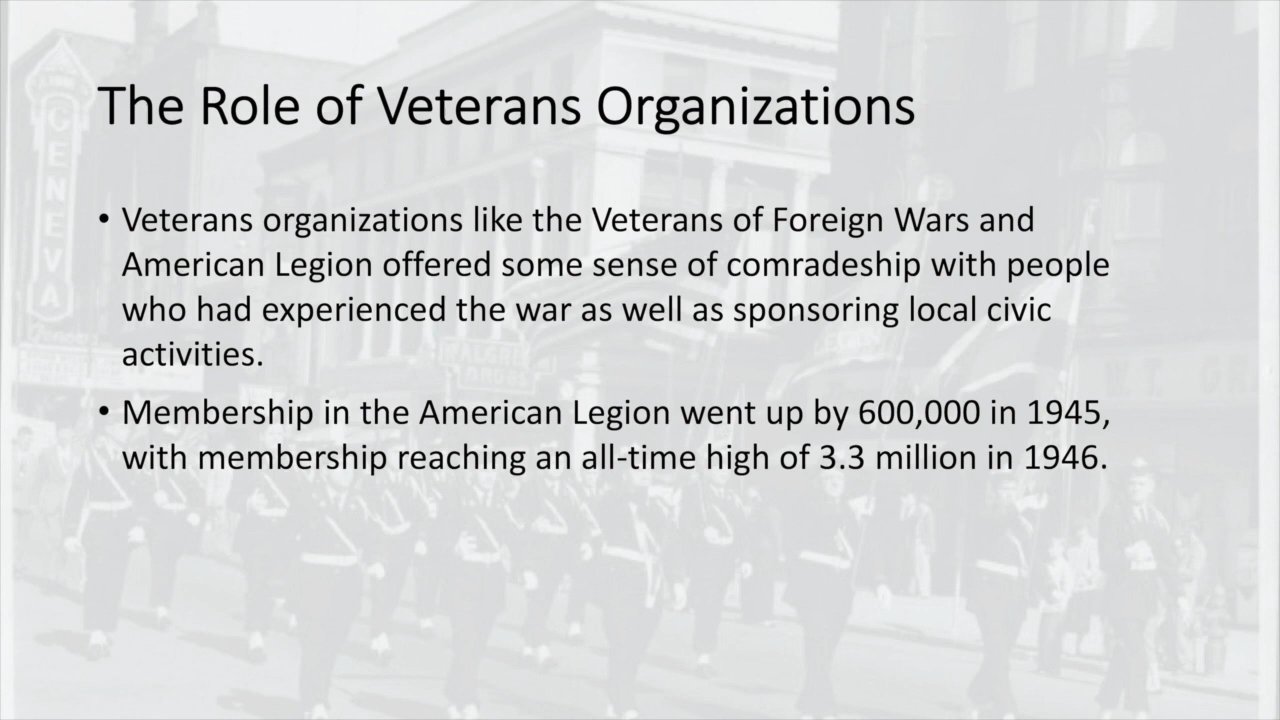 The Role of Veterans Organizations
• Veterans organizations like the Veterans of Foreign Wars and
American Legion offered some sense of comradeship with people
who had experienced the war as well as sponsoring local civic
activities.
• Membership in the American Legion went up by 600,000 in 1945,
with membership reaching an all-time high of 3.3 million in 1946.
GENEVA